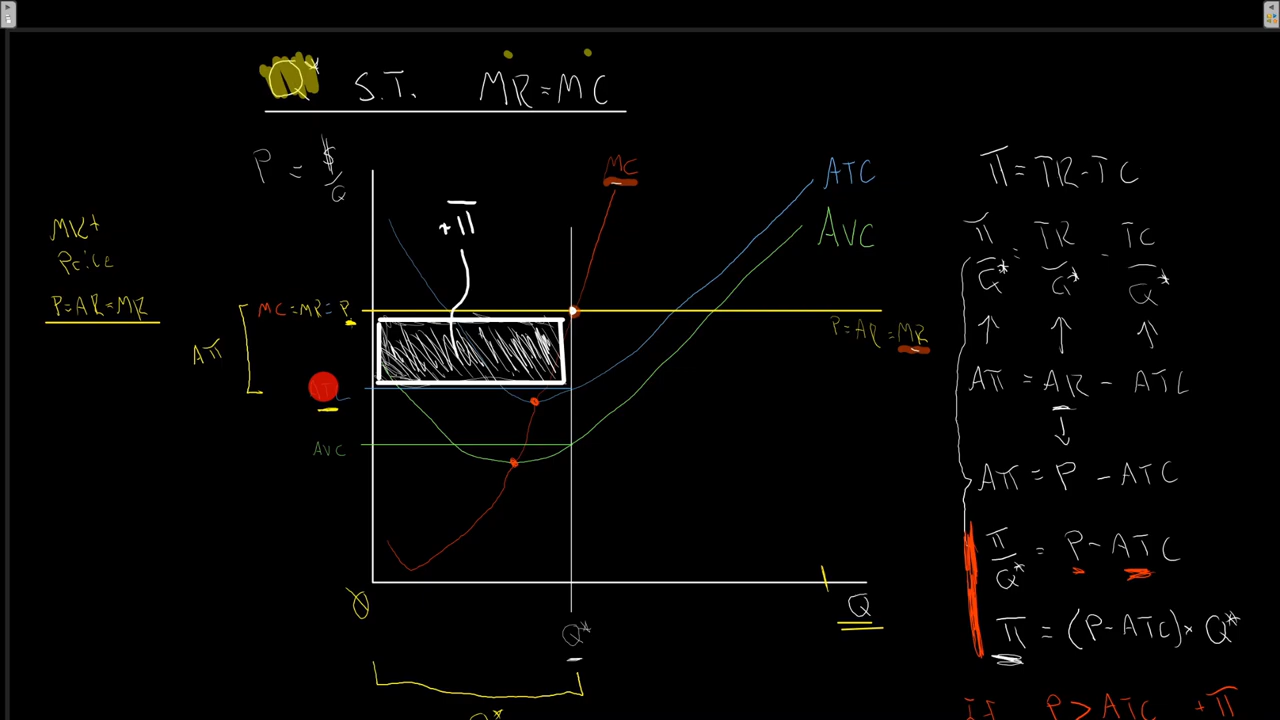 Q* S.T. MR=MC
P = $/Q
MC
ATC
AVC
+π
MR+
Price
P=AR=MR
MC=MR=P
Aπ
AVC
P=AR=MR
0
Q
Q*
Q*
π=TR-TC
π/Q* = TR/Q* - TC/Q*
Aπ = AR - ATC
Aπ = P - ATC
π/Q* = P-ATC
π = (P-ATC)× Q*
If P>ATC +π